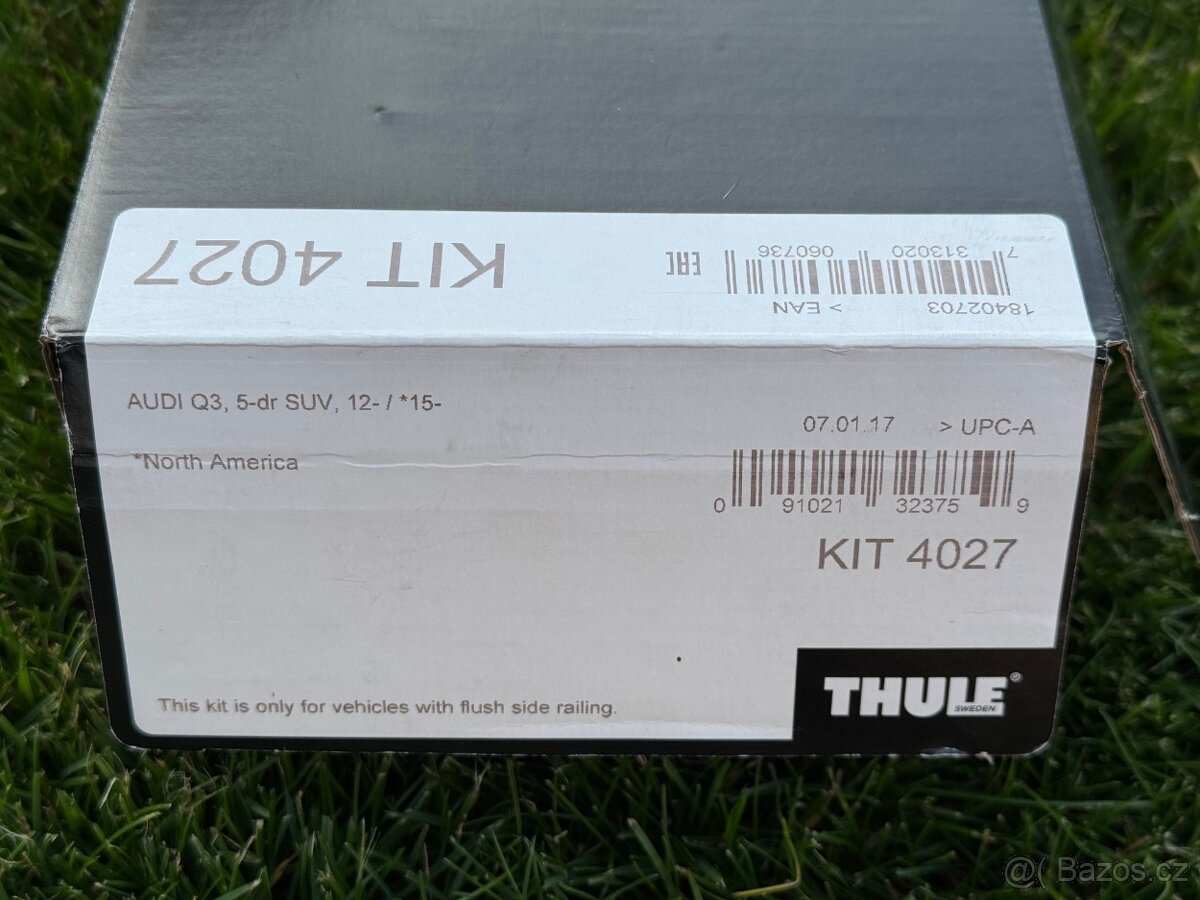 KIT 4027
EAC
7 313020 060736
18402703 > EAN
AUDI Q3, 5-dr SUV, 12- / *15-
*North America
07.01.17 > UPC-A
0 91021 32375 9
KIT 4027
This kit is only for vehicles with flush side railing.
THULE®
SWEDEN
@( Bazos.cz